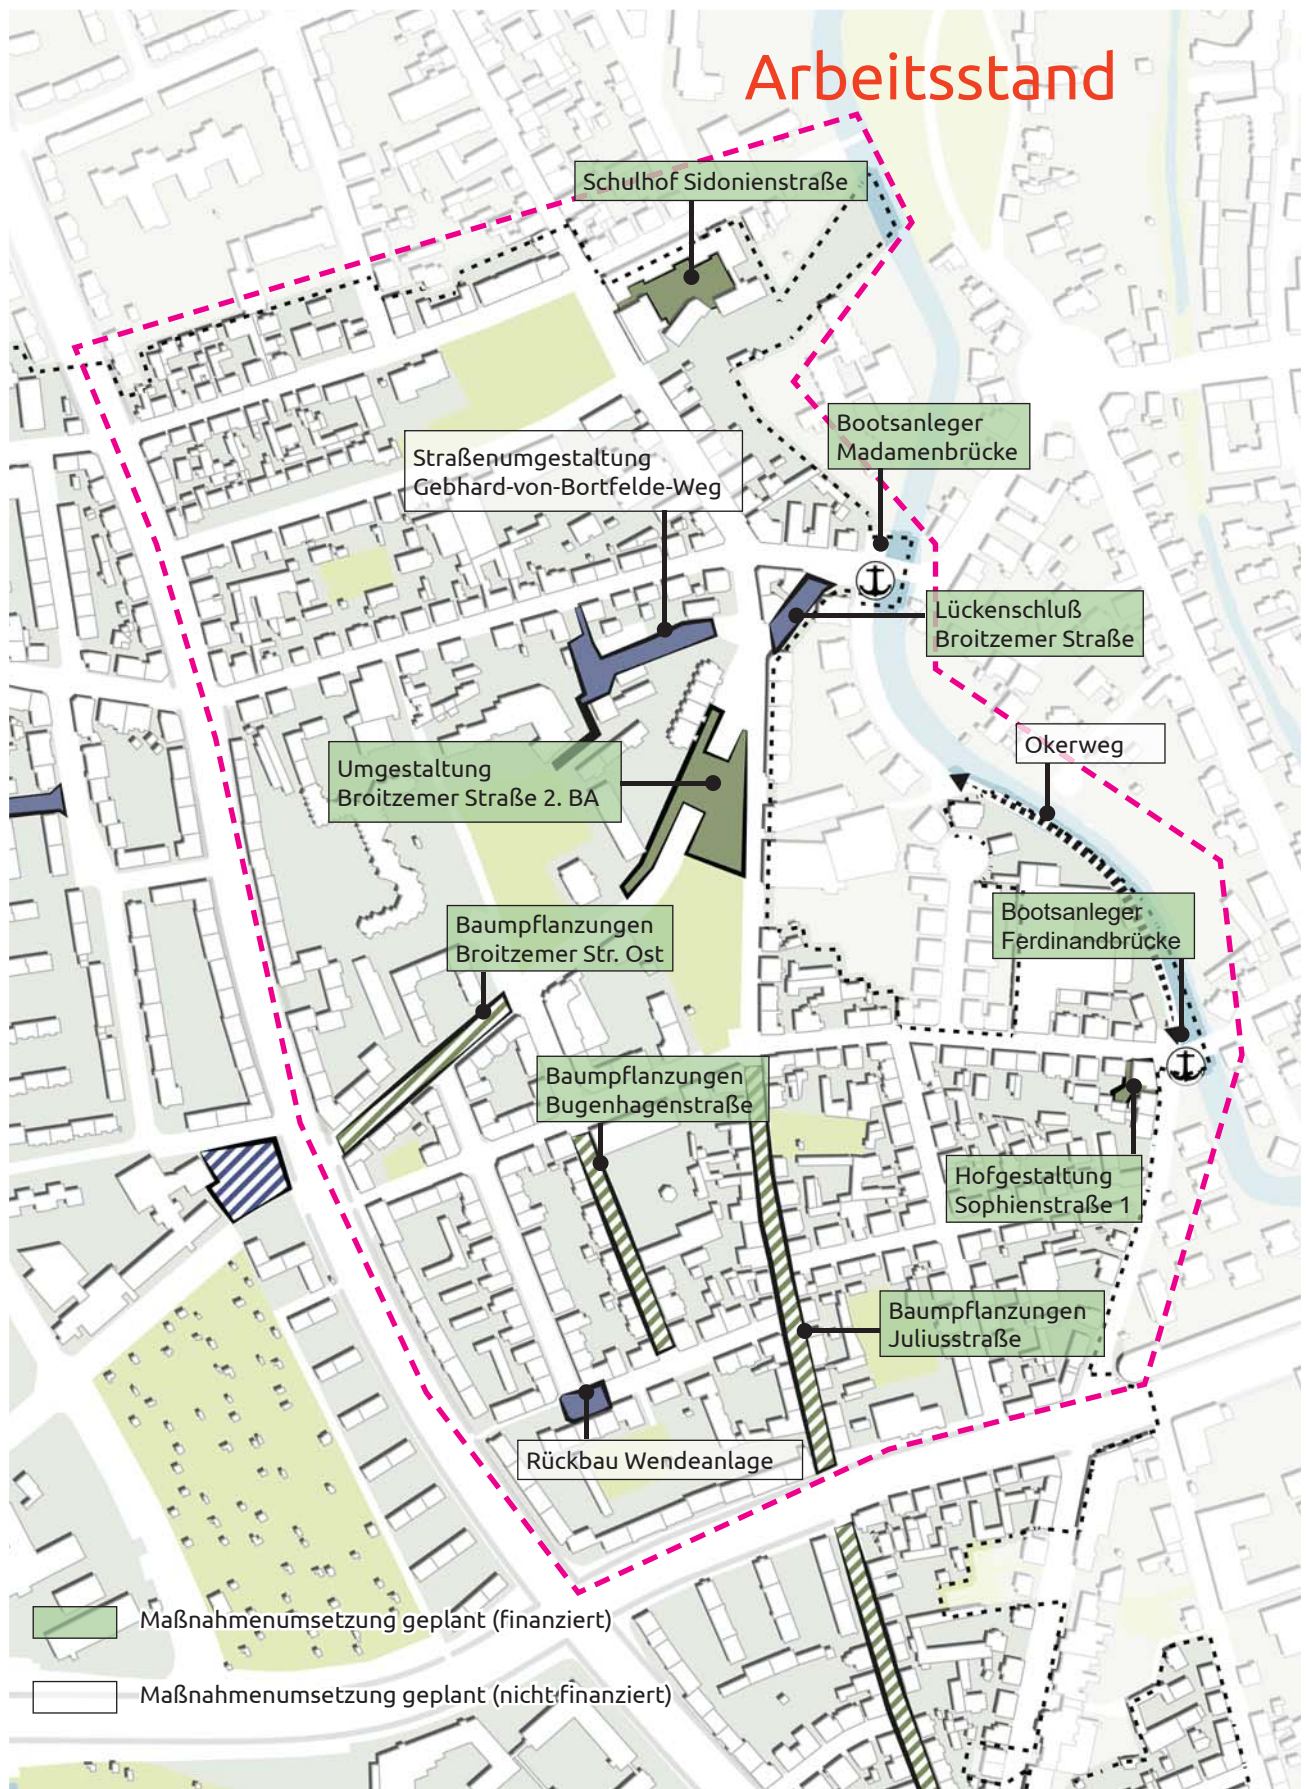 Arbeitsstand
Schulhof Sidonienstraße
Bootsanleger
Madamenbrücke
Straßenumgestaltung
Gebhard-von-Bortfelde-Weg
Lückenschluß
Broitzemer Straße
Okerweg
Umgestaltung
Broitzemer Straße 2. BA
Bootsanleger
Ferdinandbrücke
Baumpflanzungen
Broitzemer Str. Ost
Baumpflanzungen
Bugenhagenstraße
Hofgestaltung
Sophienstraße 1
Baumpflanzungen
Juliusstraße
Rückbau Wendeanlage
Maßnahmenumsetzung geplant (finanziert)
Maßnahmenumsetzung geplant (nicht finanziert)